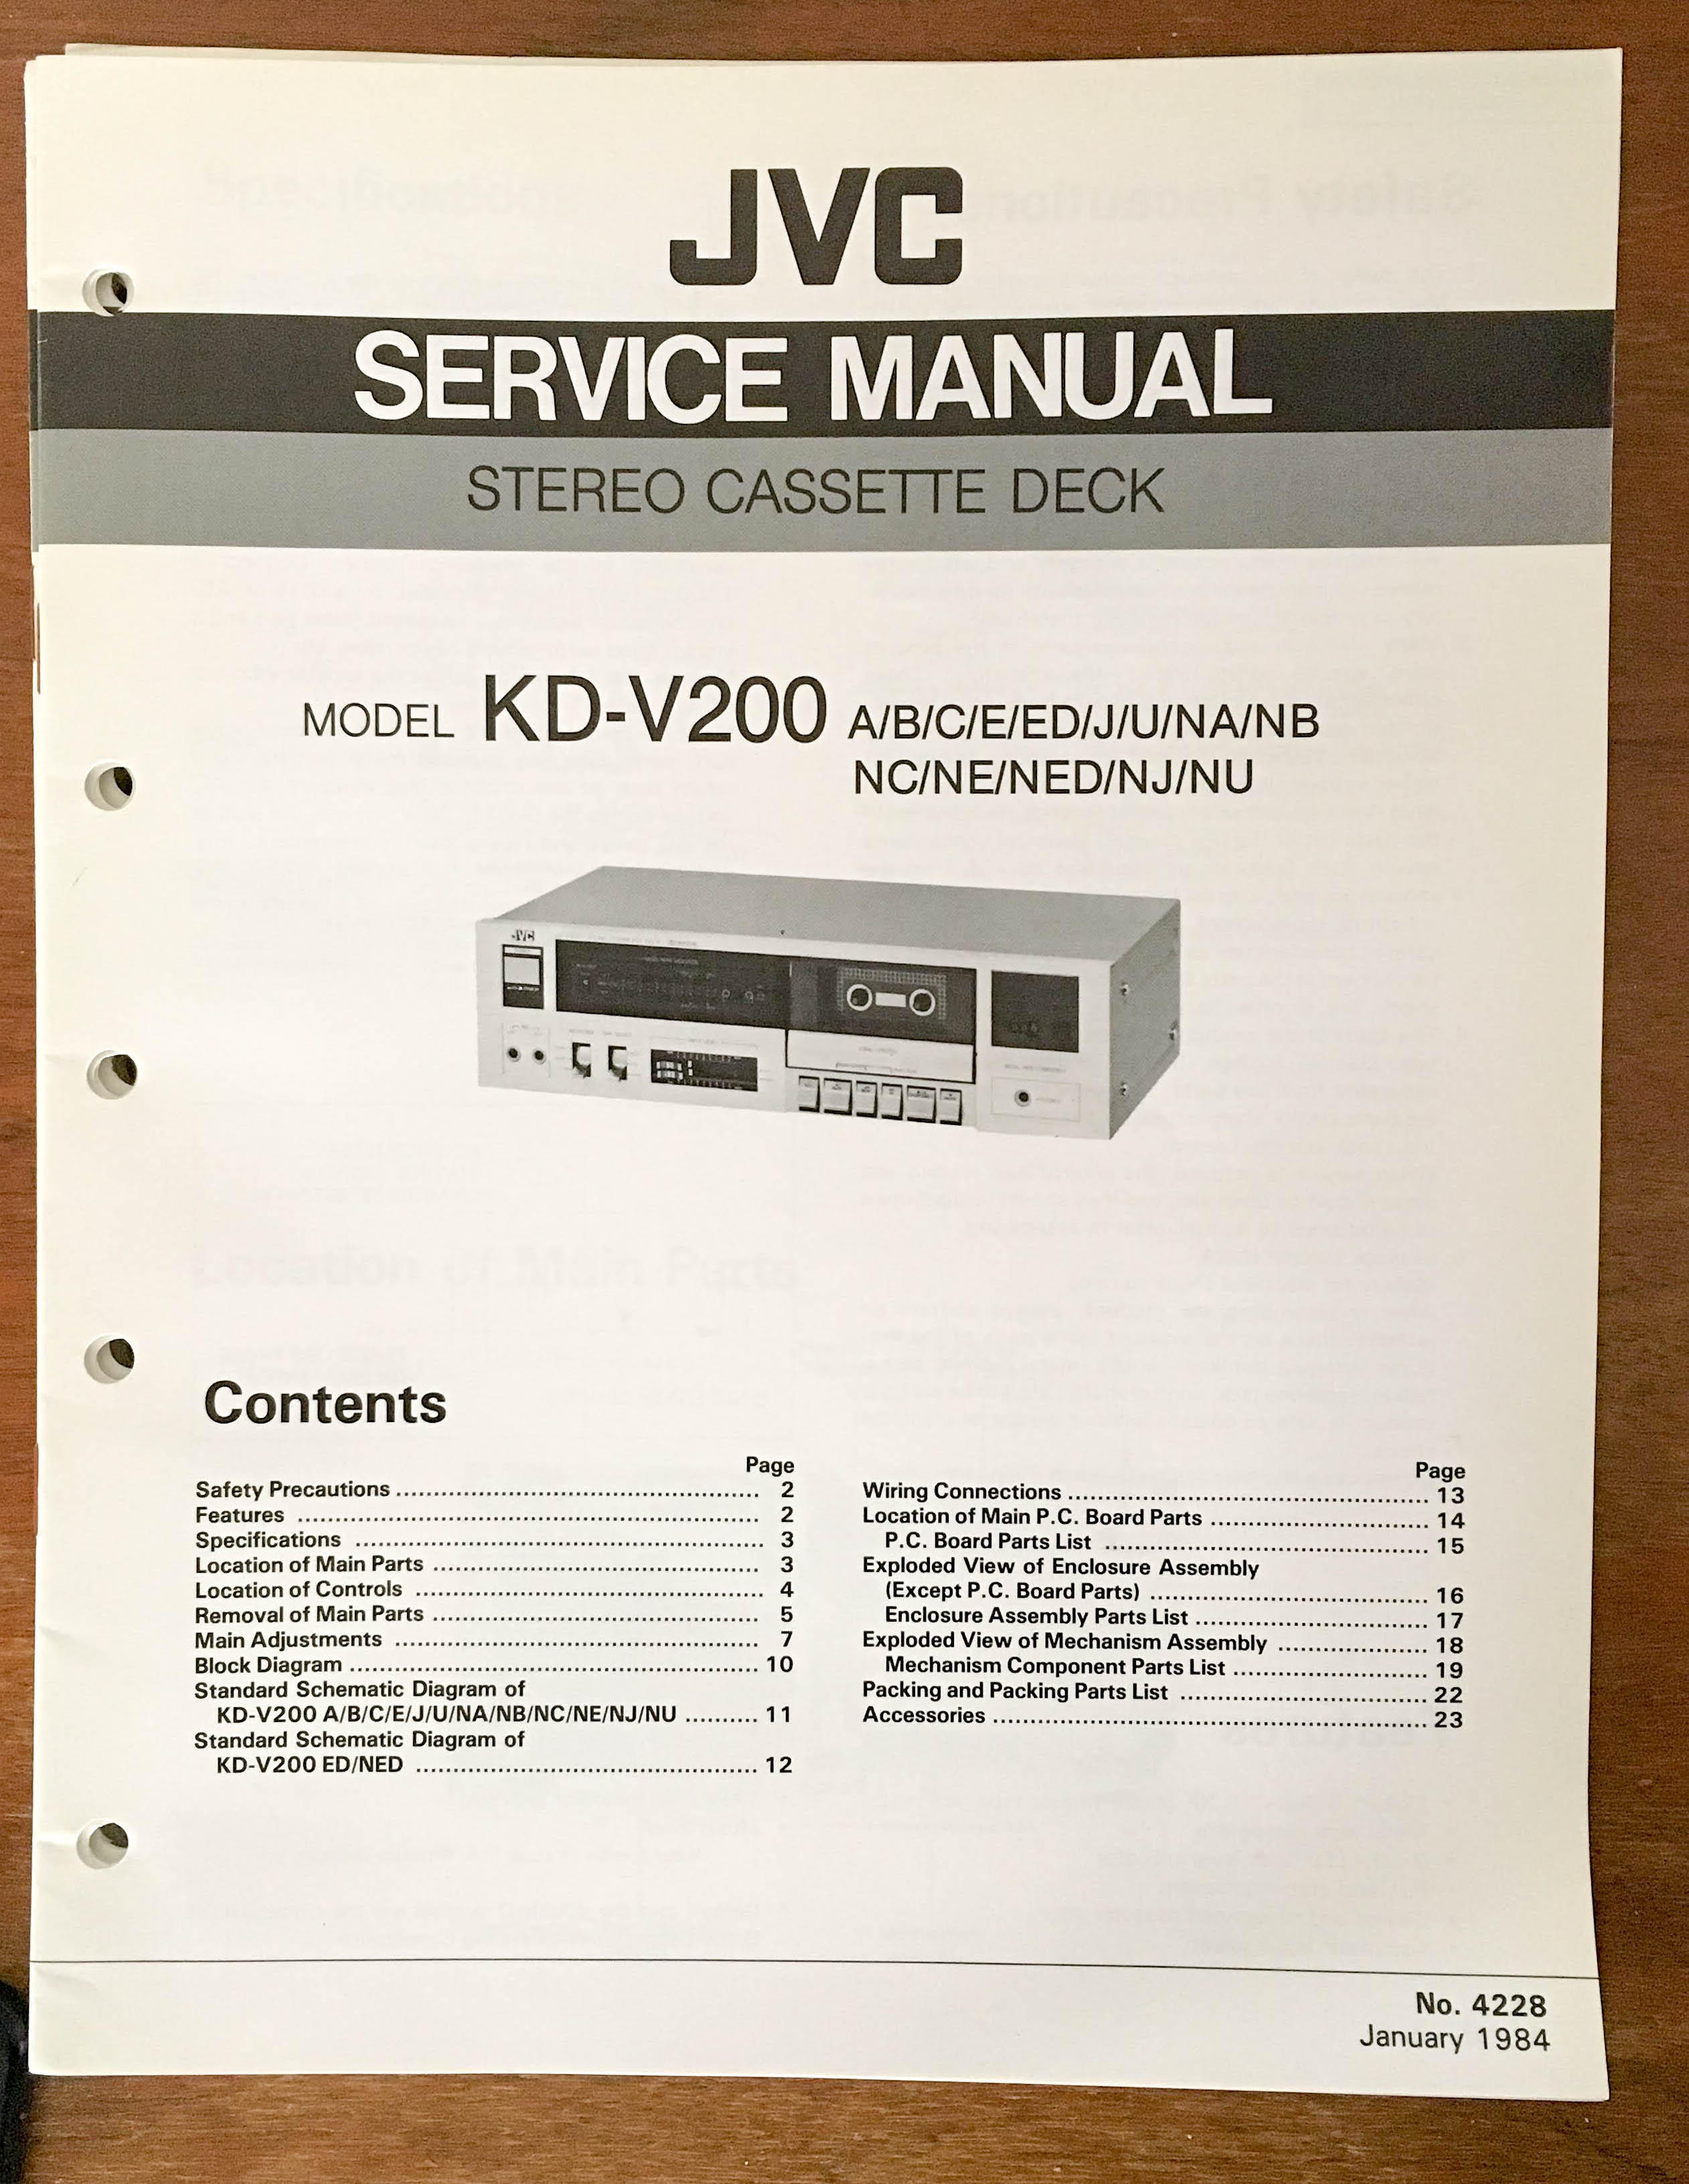 JVC
SERVICE MANUAL
STEREO CASSETTE DECK
MODEL KD-V200 A/B/C/E/ED/J/U/NA/NB
NC/NE/NED/NJ/NU
JVC
Contents
Page
Safety Precautions ........ 2
Features ........ 2
Specifications ........ 3
Location of Main Parts ........ 3
Location of Controls ........ 4
Removal of Main Parts ........ 5
Main Adjustments ........ 7
Block Diagram ........ 10
Standard Schematic Diagram of
KD-V200 A/B/C/E/J/U/NA/NB/NC/NE/NJ/NU ........ 11
Standard Schematic Diagram of
KD-V200 ED/NED ........ 12
Page
Wiring Connections ........ 13
Location of Main P.C. Board Parts ........ 14
P.C. Board Parts List ........ 15
Exploded View of Enclosure Assembly
(Except P.C. Board Parts) ........ 16
Enclosure Assembly Parts List ........ 17
Exploded View of Mechanism Assembly ........ 18
Mechanism Component Parts List ........ 19
Packing and Packing Parts List ........ 22
Accessories ........ 23
No. 4228
January 1984